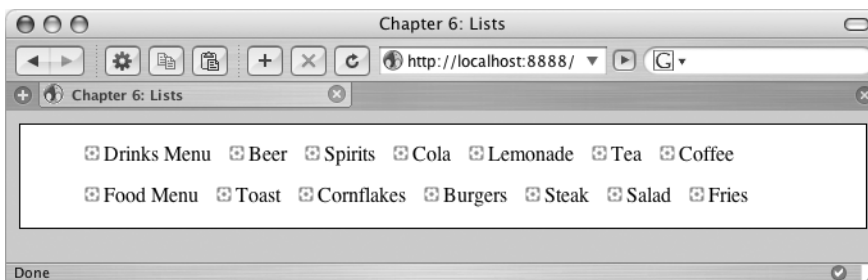 Chapter 6: Lists
http://localhost:8888/
G
Chapter 6: Lists
Drinks Menu Beer Spirits Cola Lemonade Tea Coffee
Food Menu Toast Cornflakes Burgers Steak Salad Fries
Done